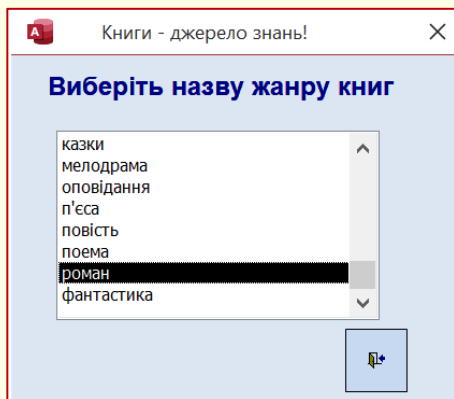 Книги - джерело знань!
Виберіть назву жанру книг
казки
мелодрама
оповідання
п'єса
повість
поема
роман
фантастика